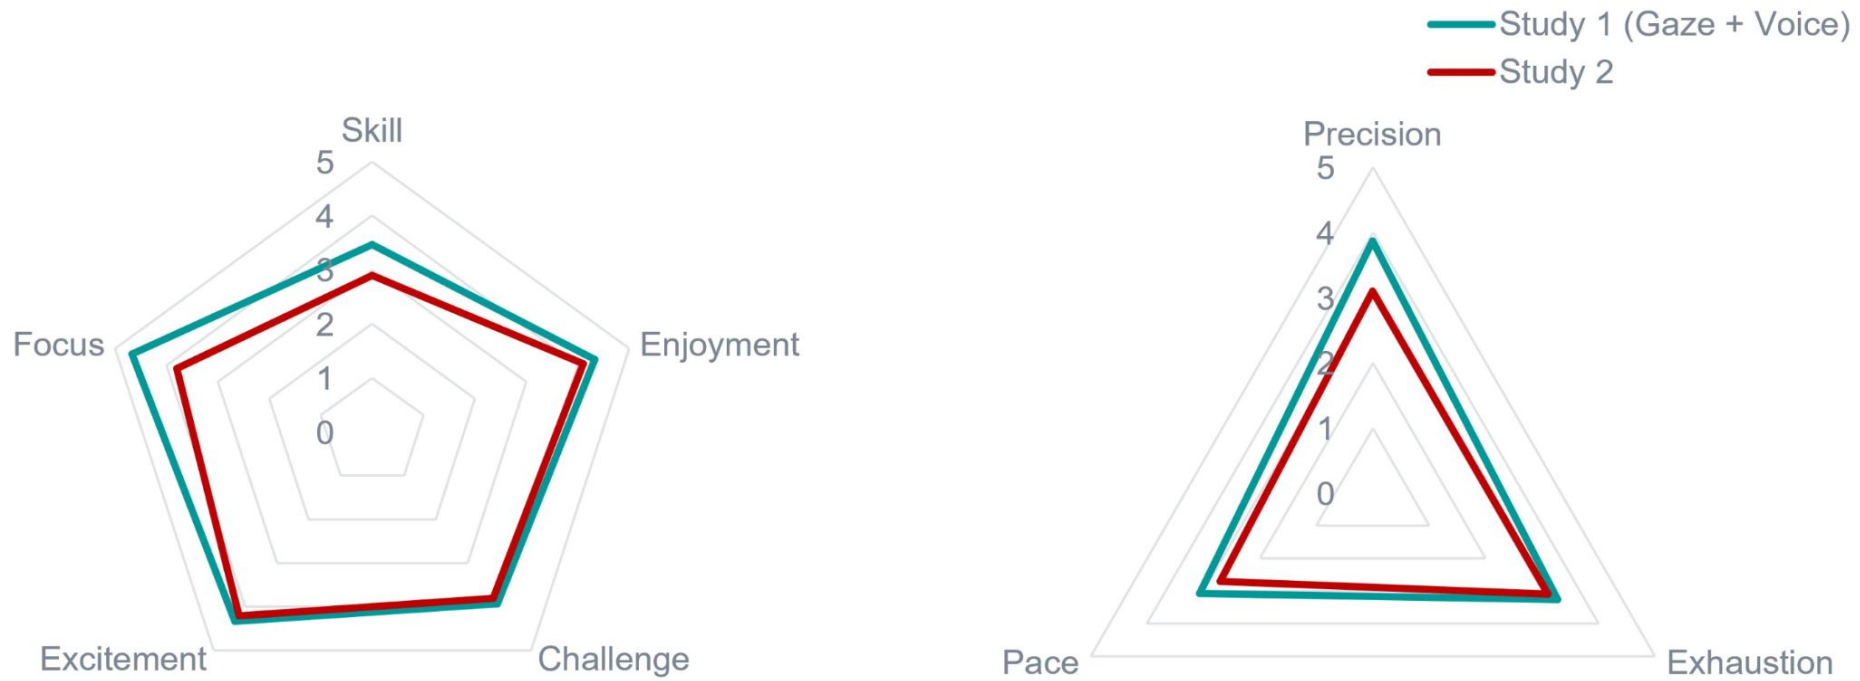 Study 1 (Gaze + Voice)
Study 2
Skill
5
4
3
2
1
0
Focus
Enjoyment
Excitement
Challenge
Precision
5
4
3
2
1
0
Pace
Exhaustion